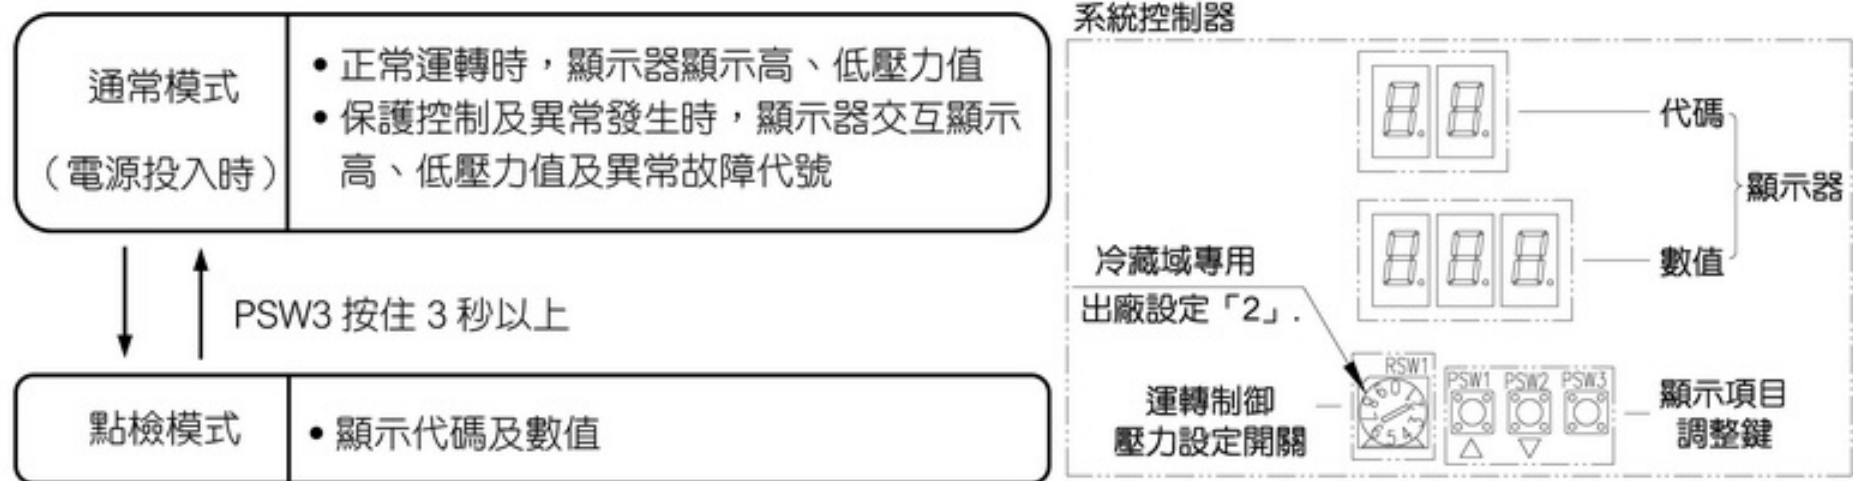 通常模式
（電源投入時）
• 正常運轉時，顯示器顯示高、低壓力值
• 保護控制及異常發生時，顯示器交互顯示
高、低壓力值及異常故障代號
PSW3 按住 3 秒以上
點檢模式
• 顯示代碼及數值
系統控制器
代碼
顯示器
數值
冷藏域專用
出廠設定「2」.
RSW1
PSW1 PSW2 PSW3
運轉制御
壓力設定開關
顯示項目
調整鍵